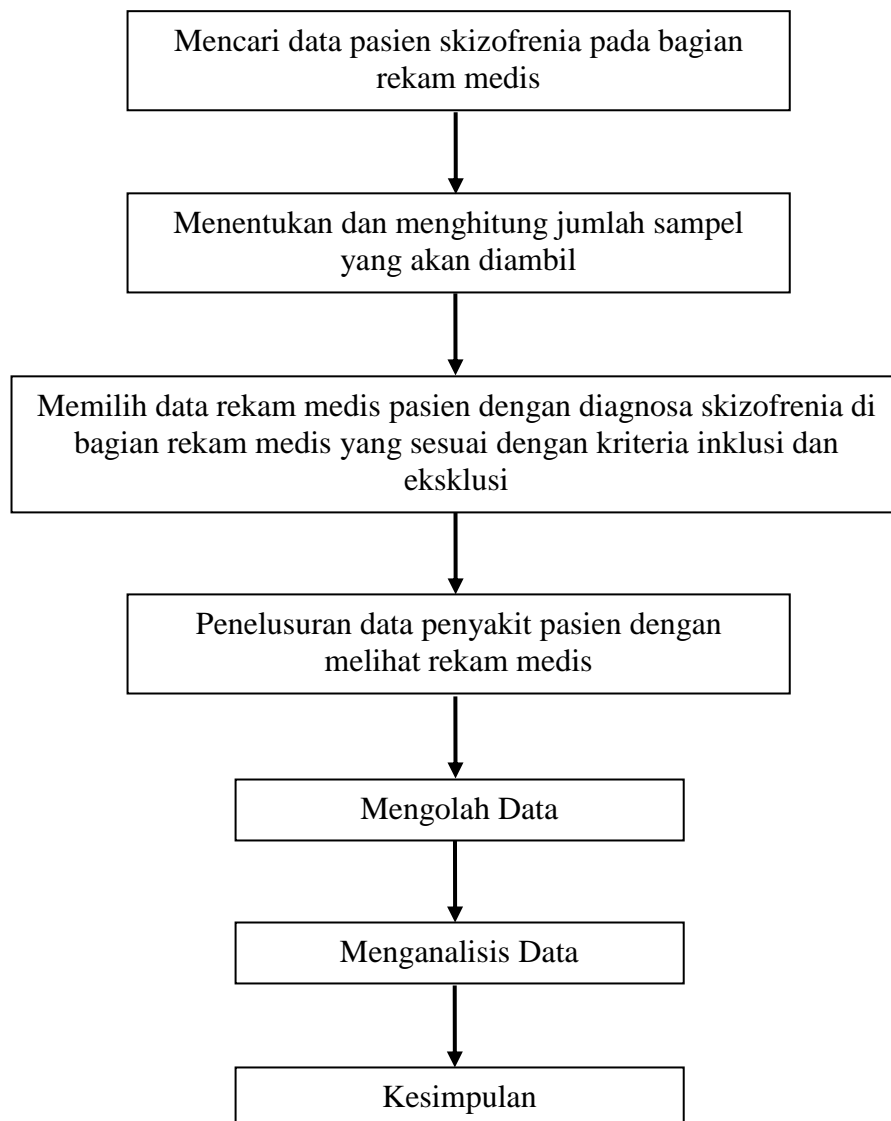 Mencari data pasien skizofrenia pada bagian
rekam medis
Menentukan dan menghitung jumlah sampel
yang akan diambil
Memilih data rekam medis pasien dengan diagnosa skizofrenia di
bagian rekam medis yang sesuai dengan kriteria inklusi dan
eksklusi
Penelusuran data penyakit pasien dengan
melihat rekam medis
Mengolah Data
Menganalisis Data
Kesimpulan